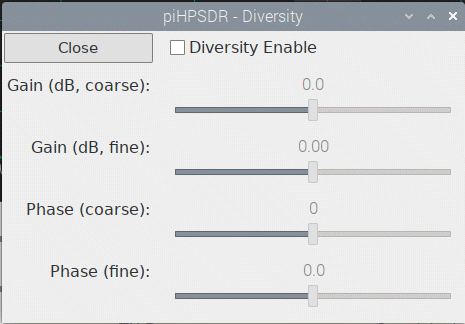 piHPSDR - Diversity
Close
Diversity Enable
Gain (dB, coarse):
0.0
Gain (dB, fine):
0.00
Phase (coarse):
0
Phase (fine):
0.0